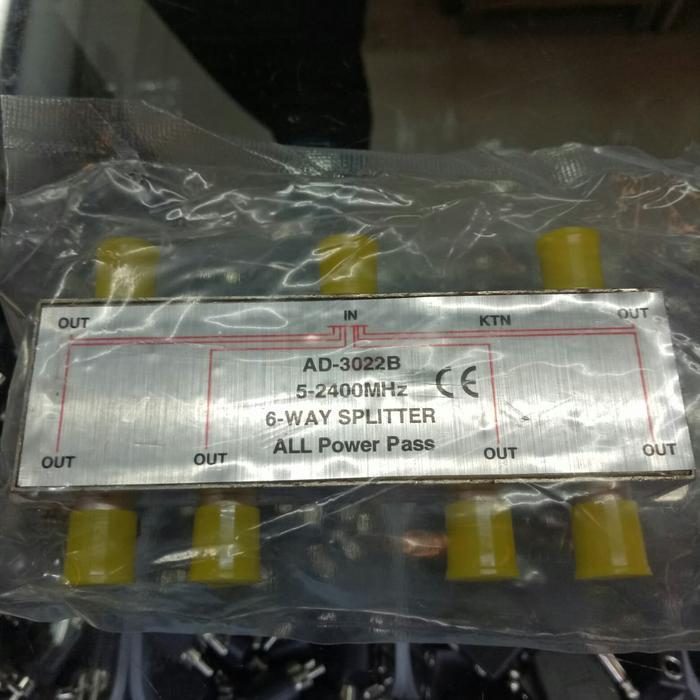 OUT IN KTN OUT
AD-3022B
5-2400MHz CE
6-WAY SPLITTER
ALL Power Pass
OUT OUT OUT OUT